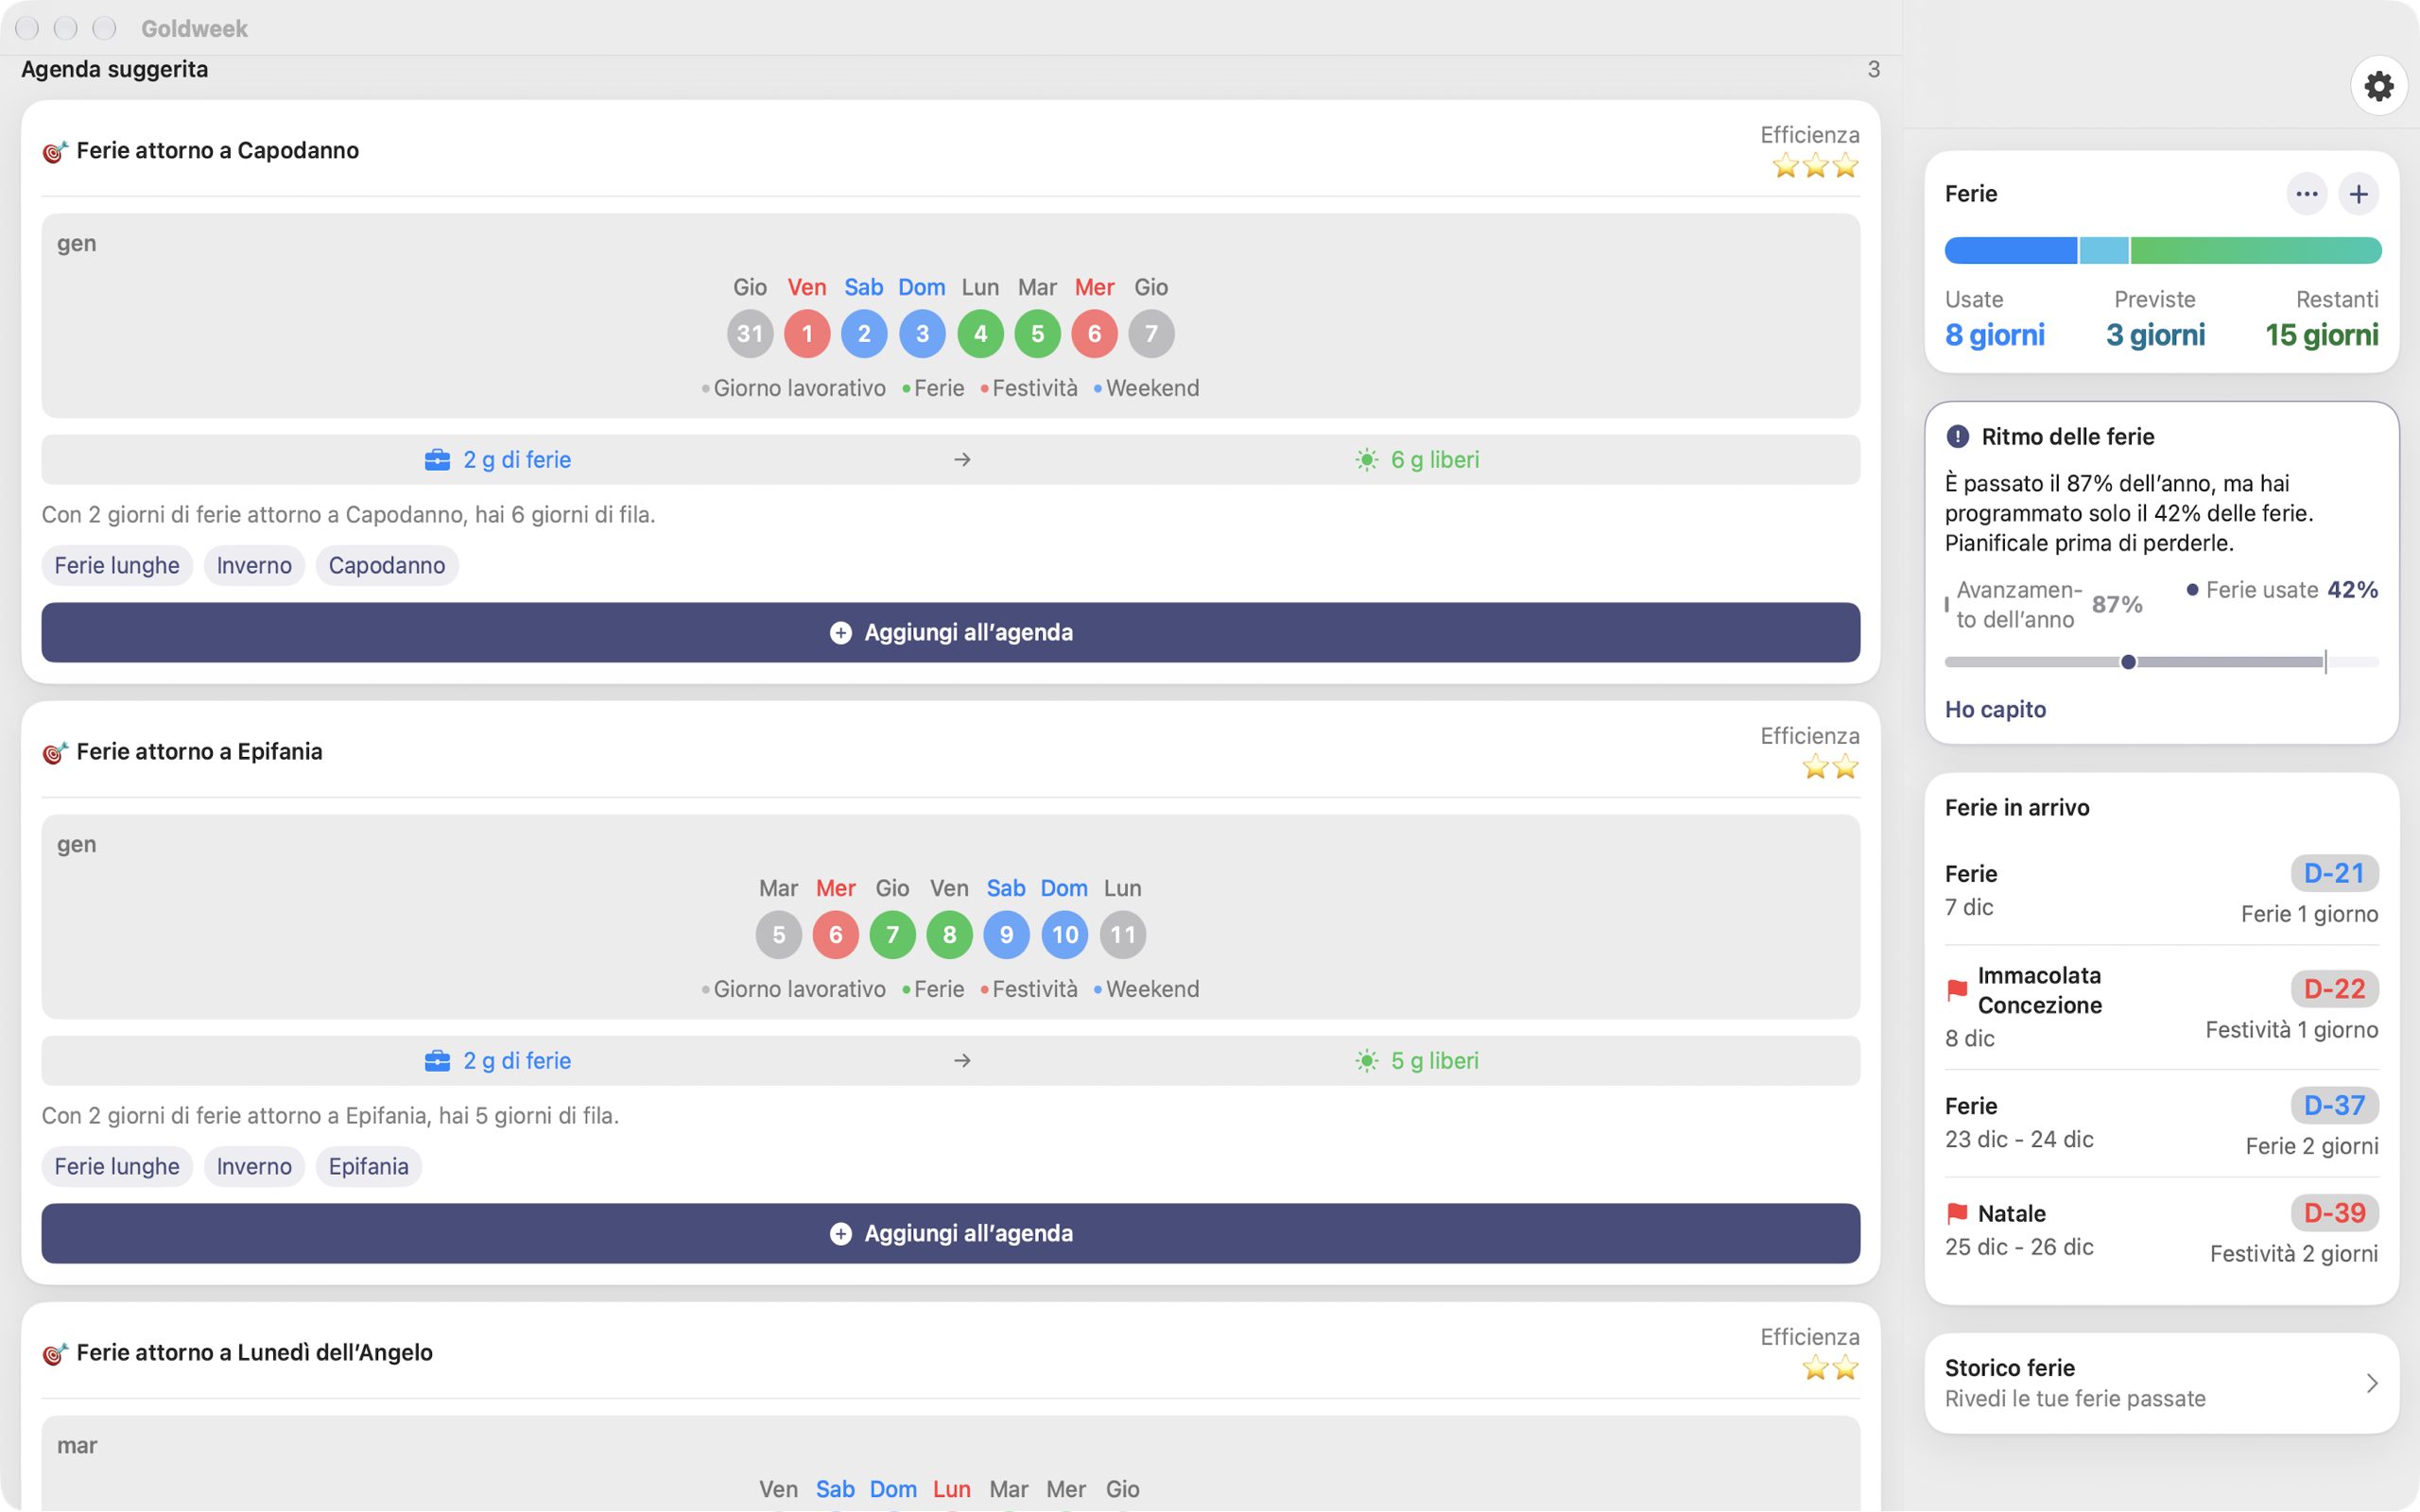 Goldweek
Agenda suggerita
3
Ferie attorno a Capodanno
Efficienza
gen
Gio Ven Sab Dom Lun Mar Mer Gio
31 1 2 3 4 5 6 7
Giorno lavorativo Ferie Festività Weekend
2 g di ferie → 6 g liberi
Con 2 giorni di ferie attorno a Capodanno, hai 6 giorni di fila.
Ferie lunghe Inverno Capodanno
Aggiungi all’agenda
Ferie attorno a Epifania
Efficienza
gen
Mar Mer Gio Ven Sab Dom Lun
5 6 7 8 9 10 11
Giorno lavorativo Ferie Festività Weekend
2 g di ferie → 5 g liberi
Con 2 giorni di ferie attorno a Epifania, hai 5 giorni di fila.
Ferie lunghe Inverno Epifania
Aggiungi all’agenda
Ferie attorno a Lunedì dell’Angelo
Efficienza
mar
Ven Sab Dom Lun Mar Mer Gio
Ferie
Usate Previste Restanti
8 giorni 3 giorni 15 giorni
Ritmo delle ferie
È passato il 87% dell’anno, ma hai
programmato solo il 42% delle ferie.
Pianificale prima di perderle.
Avanzamen-
to dell’anno 87%
Ferie usate 42%
Ho capito
Ferie in arrivo
Ferie D-21
7 dic Ferie 1 giorno
Immacolata
Concezione D-22
8 dic Festività 1 giorno
Ferie D-37
23 dic - 24 dic Ferie 2 giorni
Natale D-39
25 dic - 26 dic Festività 2 giorni
Storico ferie
Rivedi le tue ferie passate